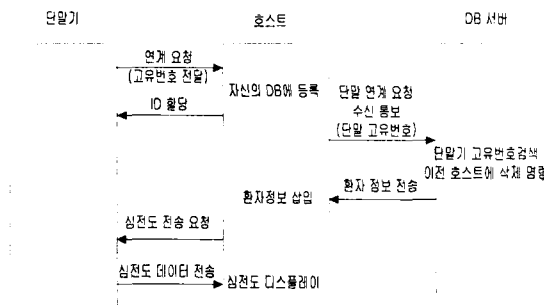 단말기
호스트
DB 서버
연계 요청
(고유번호 전달)
자신의 DB에 등록
단말 연계 요청
수신 통보
(단말 고유번호)
ID 할당
단말기 고유번호검색
이전 호스트에 삭제 명령
환자정보 삽입
환자 정보 전송
심전도 전송 요청
심전도 데이터 전송
심전도 디스플레이